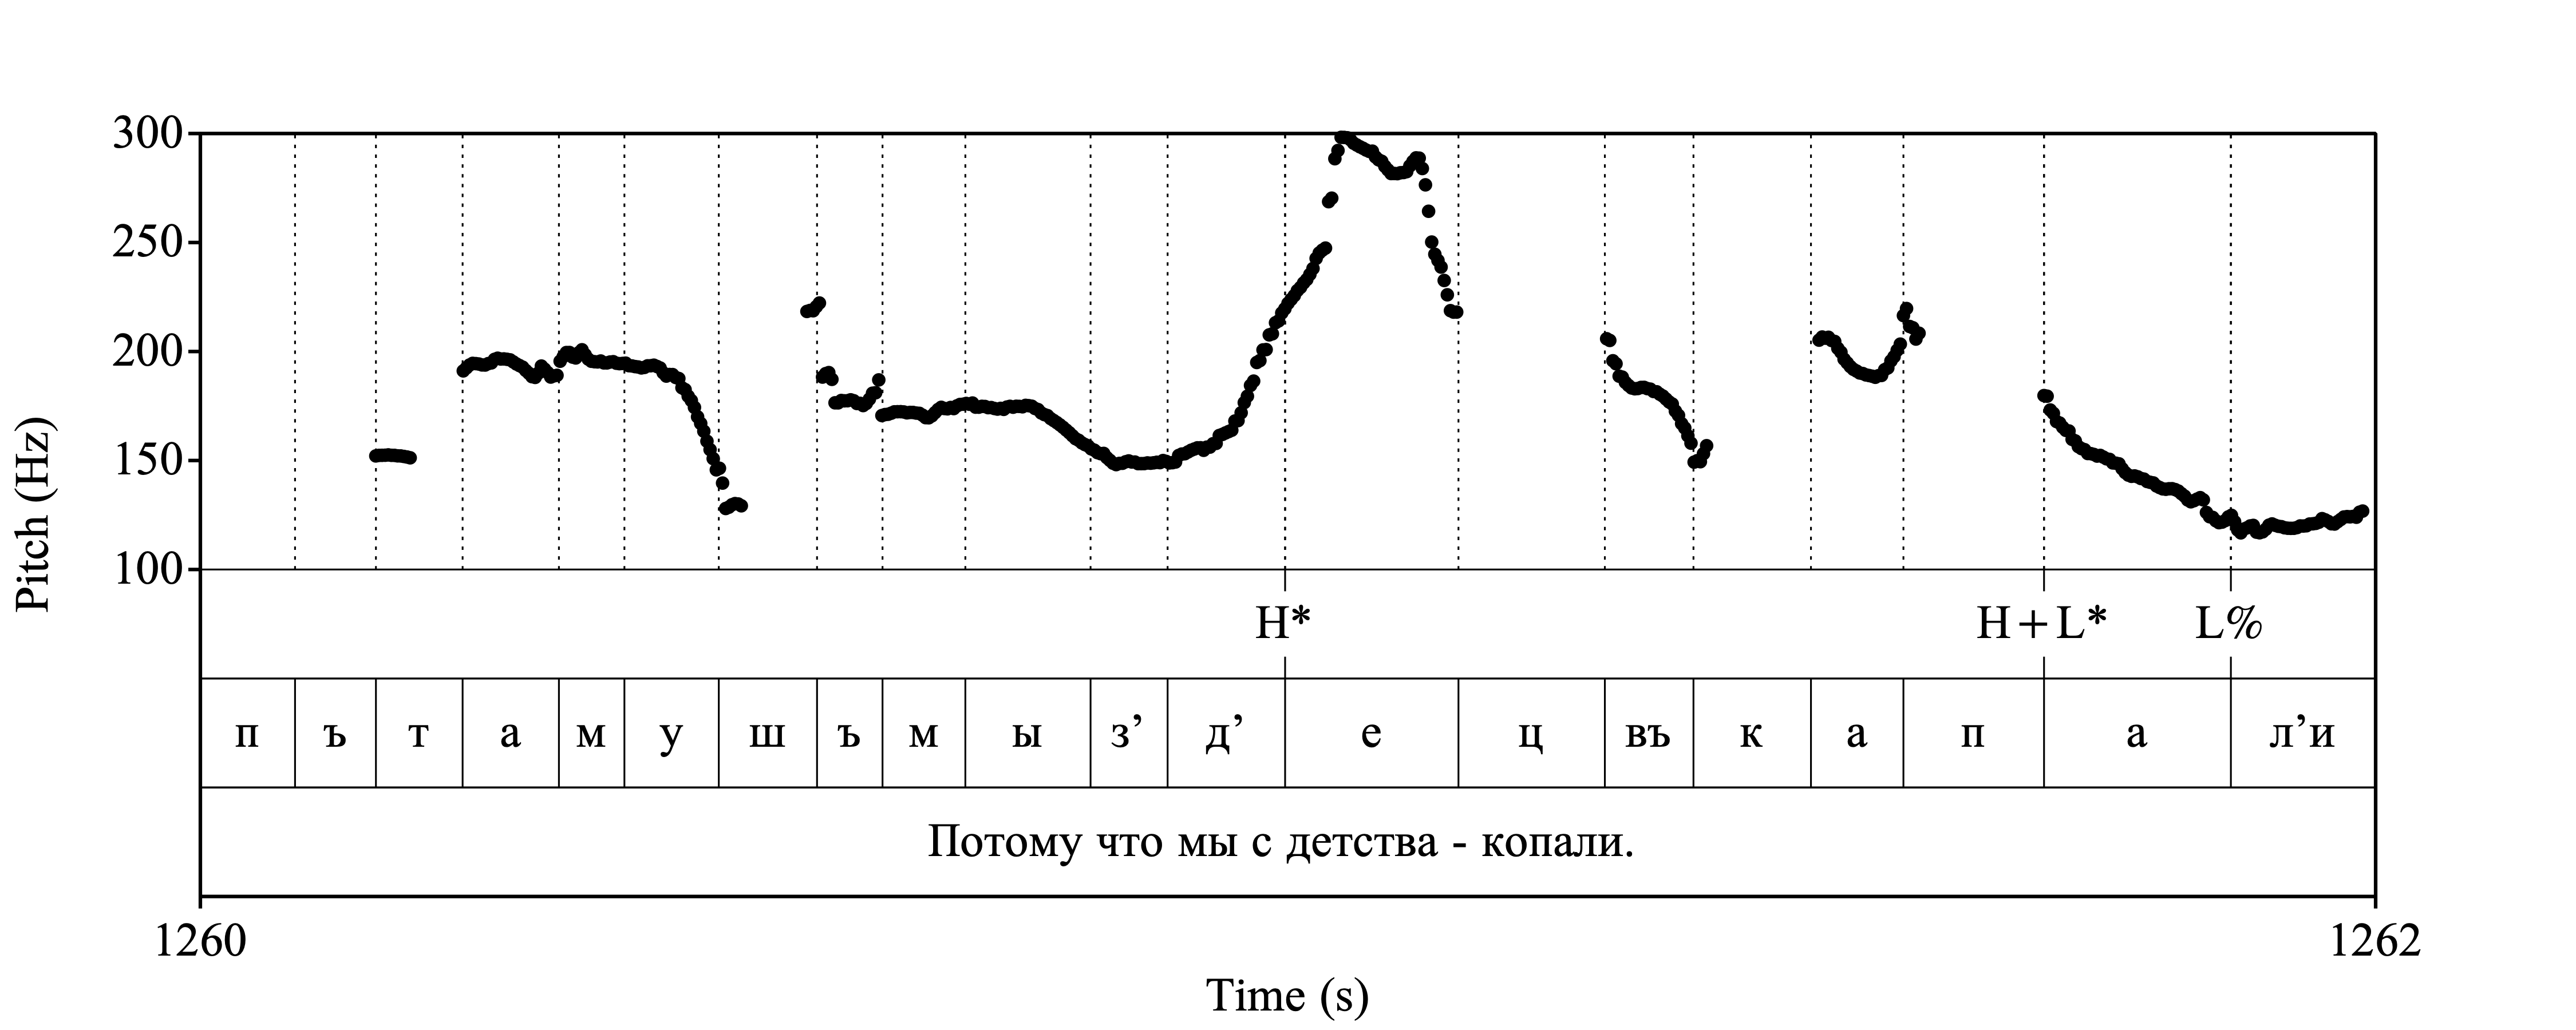 300
250
200
150
100
Pitch (Hz)
H* H+L* L%
п ъ т а м у ш ъ м ы з’ д’ е ц въ к а п а л’и
Потому что мы с детства - копали.
1260 1262
Time (s)